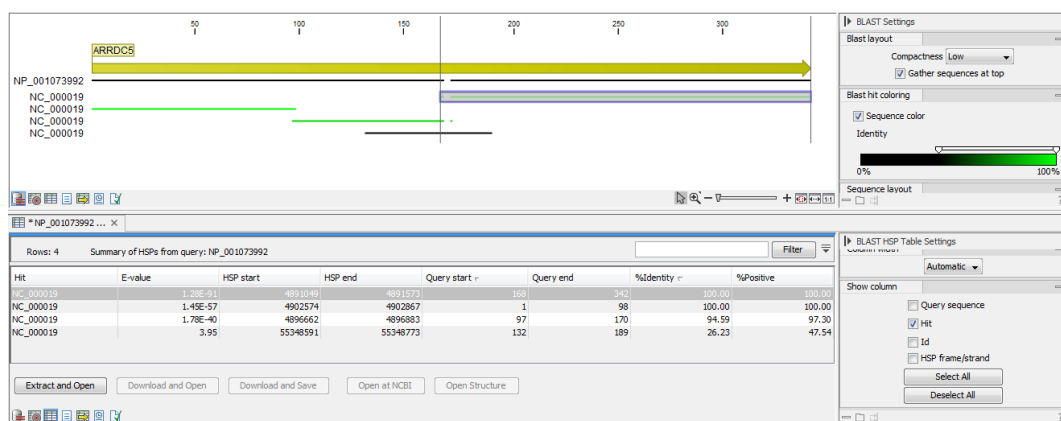 50 100 150 200 250 300
ARRDC5
NP_001073992
NC_000019
NC_000019
NC_000019
NC_000019
BLAST Settings
Blast layout
Compactness Low
Gather sequences at top
Blast hit coloring
Sequence color
Identity
0% 100%
Sequence layout
1:1
* NP_001073992 ... ×
Rows: 4 Summary of HSPs from query: NP_001073992 Filter
Hit E-value HSP start HSP end Query start Query end %Identity %Positive
NC_000019 1.28E-91 4891049 4891573 168 342 100.00 100.00
NC_000019 1.45E-57 4902574 4902867 1 98 100.00 100.00
NC_000019 1.78E-40 4896662 4896883 97 170 94.59 97.30
NC_000019 3.95 55348591 55348773 132 189 26.23 47.54
Extract and Open Download and Open Download and Save Open at NCBI Open Structure
BLAST HSP Table Settings
Column width
Automatic
Show column
Query sequence
Hit
Id
HSP frame/strand
Select All
Deselect All